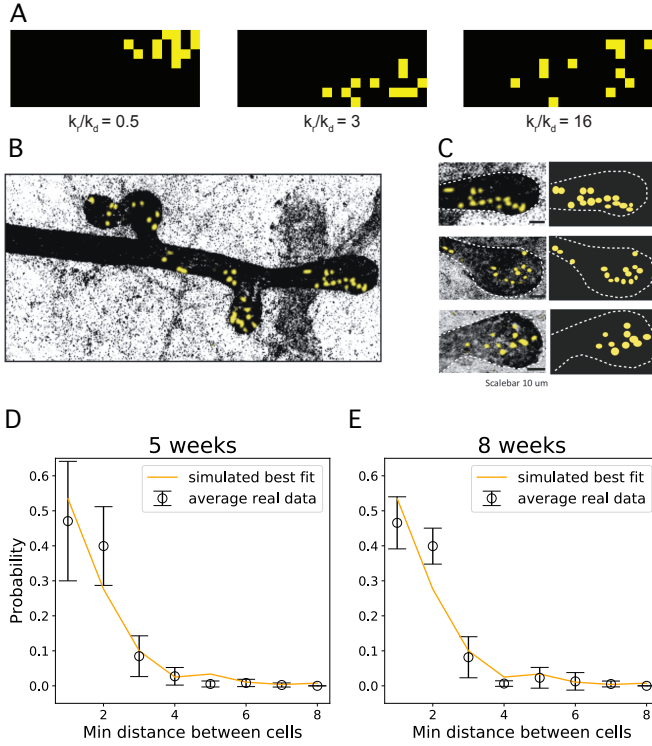 A
k_r/k_d = 0.5
k_r/k_d = 3
k_r/k_d = 16
B
C
Scalebar 10 um
D
5 weeks
simulated best fit
average real data
Probability
0.6
0.5
0.4
0.3
0.2
0.1
0.0
2
4
6
8
Min distance between cells
E
8 weeks
simulated best fit
average real data
0.6
0.5
0.4
0.3
0.2
0.1
0.0
2
4
6
8
Min distance between cells